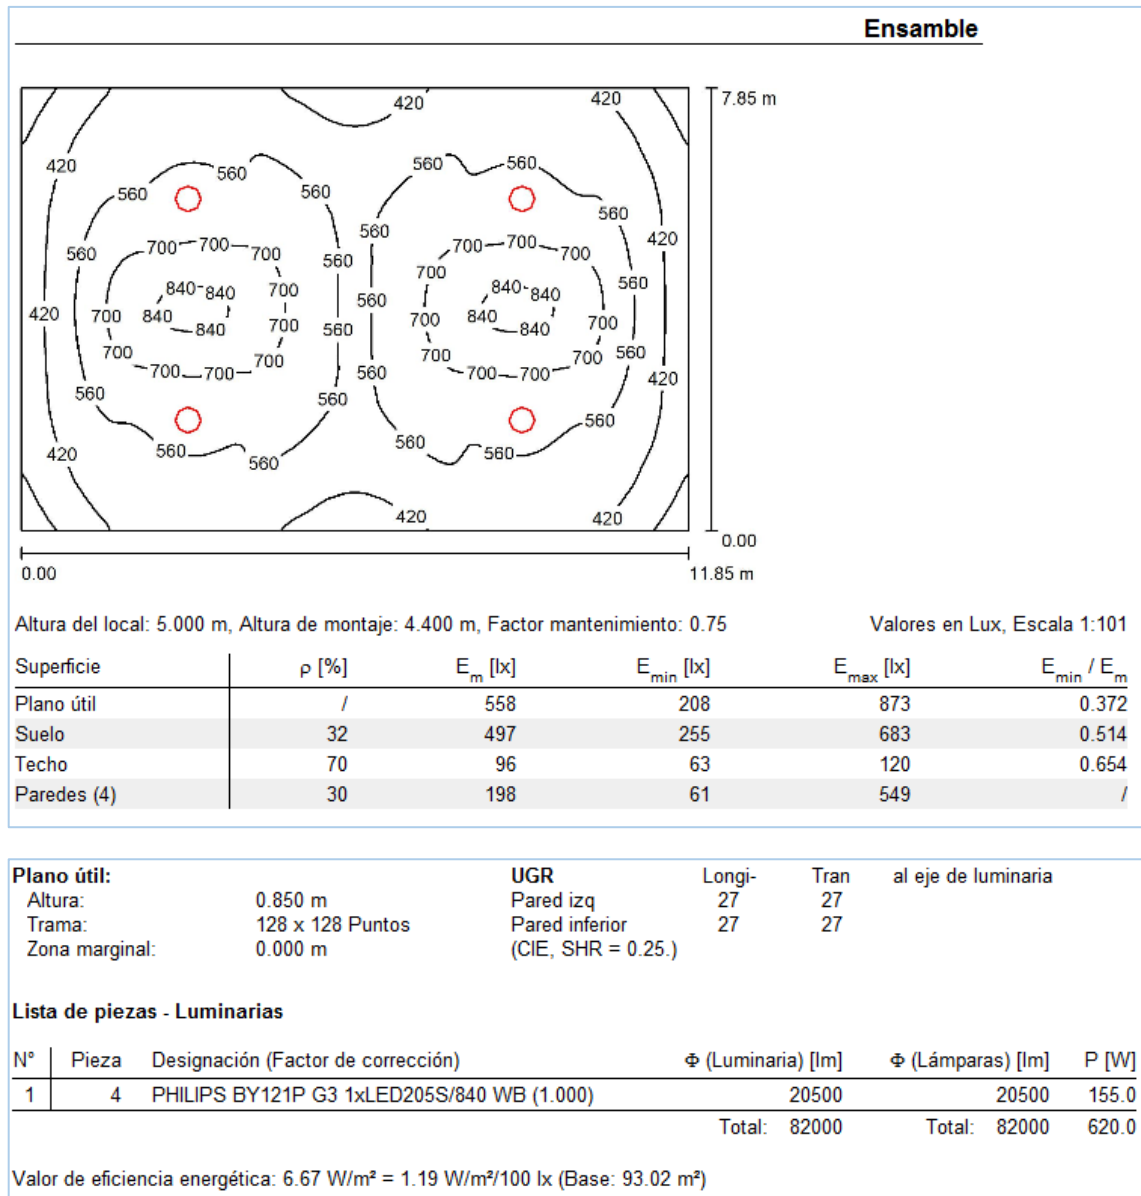 Ensamble
420 420 7.85 m
420 560 560 560
560 560 560
560 420
560 700 700 700 560 700 700 700
700 560
840 840 700 560 840 840
420 700 840 700 560 700 840 700
840 560 840
700 700 560 700 700 560
700 700 560 700 700 420
560 560 560
420 560 560 560 560
420 420
0.00
0.00 11.85 m
Altura del local: 5.000 m, Altura de montaje: 4.400 m, Factor mantenimiento: 0.75 Valores en Lux, Escala 1:101
Superficie ρ [%] Em [lx] Emin [lx] Emax [lx] Emin / Em
Plano útil / 558 208 873 0.372
Suelo 32 497 255 683 0.514
Techo 70 96 63 120 0.654
Paredes (4) 30 198 61 549 /
Plano útil: UGR Longi- Tran al eje de luminaria
Altura: 0.850 m Pared izq 27 27
Trama: 128 x 128 Puntos Pared inferior 27 27
Zona marginal: 0.000 m (CIE, SHR = 0.25.)
Lista de piezas - Luminarias
N° Pieza Designación (Factor de corrección) Φ (Luminaria) [lm] Φ (Lámparas) [lm] P [W]
1 4 PHILIPS BY121P G3 1xLED205S/840 WB (1.000) 20500 20500 155.0
Total: 82000 Total: 82000 620.0
Valor de eficiencia energética: 6.67 W/m² = 1.19 W/m²/100 lx (Base: 93.02 m²)